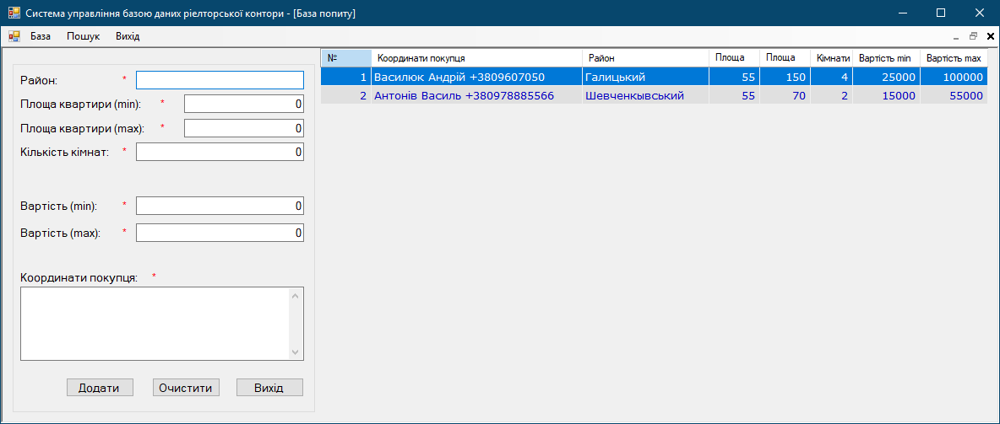 Система управління базою даних ріелторської контори - [База попиту]
База Пошук Вихід
Район: *
Площа квартири (min): * 0
Площа квартири (max): * 0
Кількість кімнат: * 0
Вартість (min): * 0
Вартість (max): * 0
Координати покупця: *
Додати Очистити Вихід
№ Координати покупця Район Площа Площа Кімнати Вартість min Вартість max
1 Василюк Андрій +3809607050 Галицький 55 150 4 25000 100000
2 Антонів Василь +380978885566 Шевченкывський 55 70 2 15000 55000